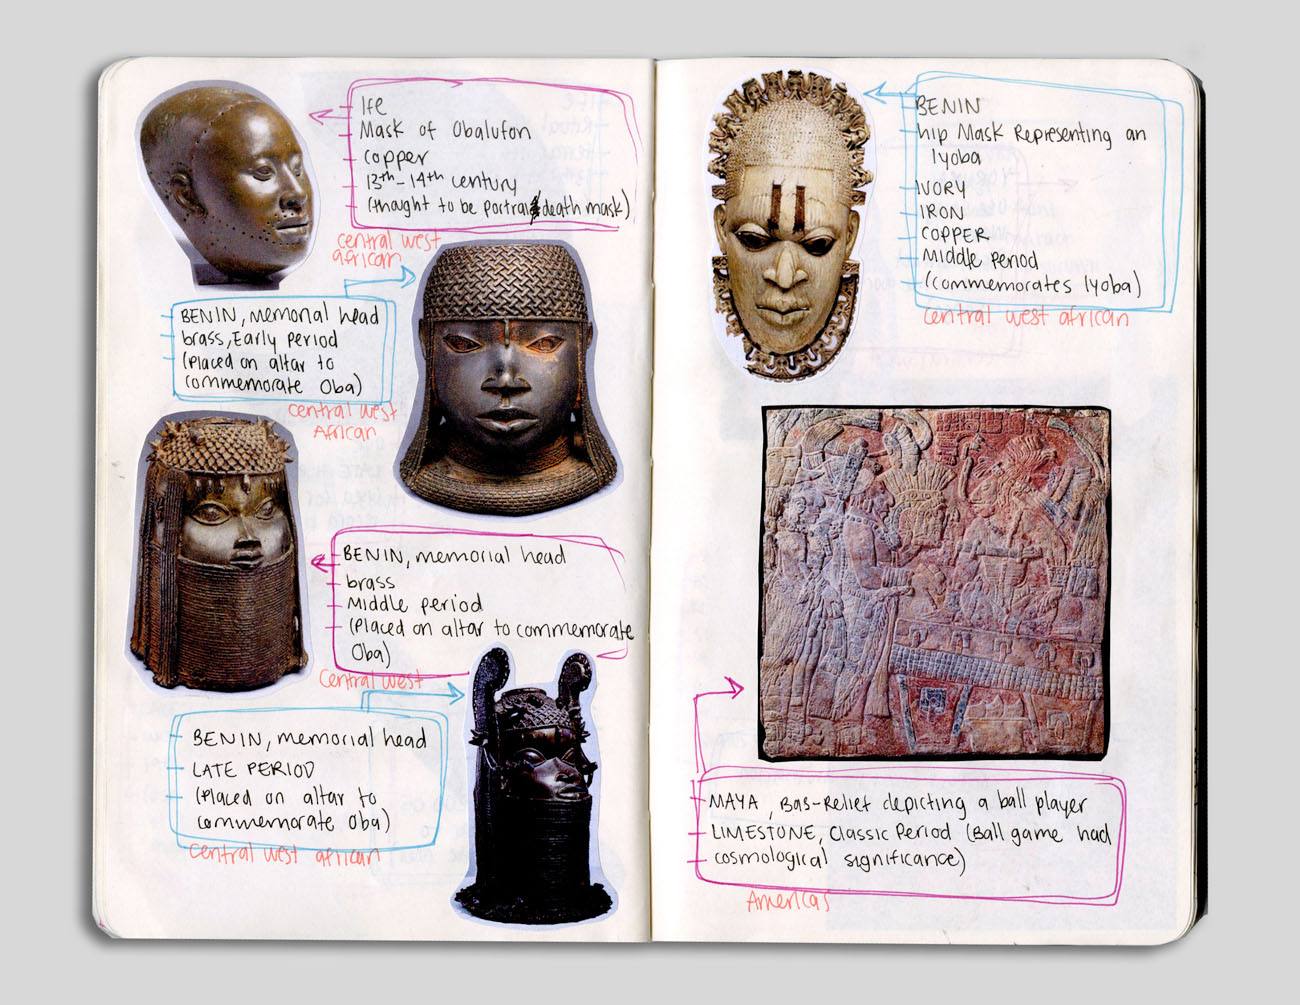 Ife
Mask of Obalufon
copper
13th-14th century
(thought to be portrait/death mask)
central west
african
BENIN, memorial head
brass, Early Period
(Placed on altar to
commemorate Oba)
central west
African
BENIN, memorial head
brass
Middle period
(Placed on altar to commemorate
Oba)
Central west
BENIN, memorial head
LATE PERIOD
(Placed on altar to
commemorate Oba)
central west african
BENIN
hip Mask Representing an
Iyoba
IVORY
IRON
COPPER
Middle Period
(commemorates Iyoba)
central west african
MAYA, Bas-Relief depicting a ball player
LIMESTONE, Classic Period (Ball game had
cosmological significance)
Americas